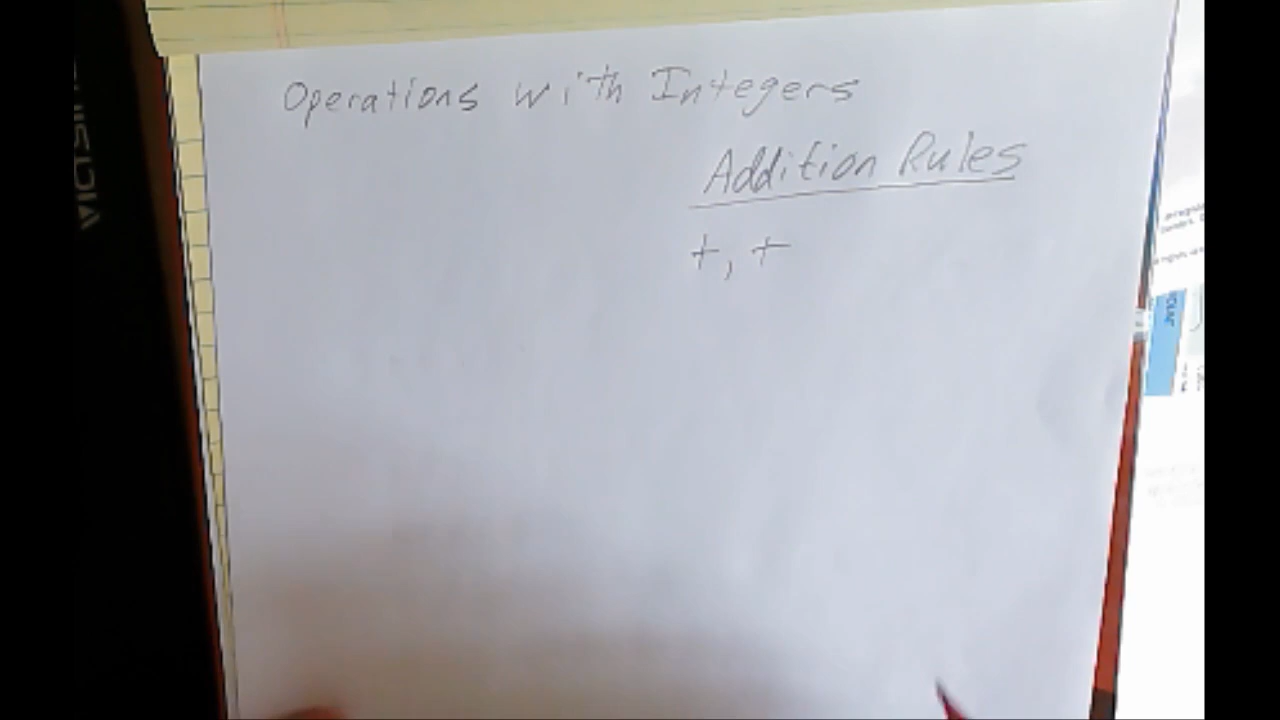 Operations with Integers
Addition Rules
+, +